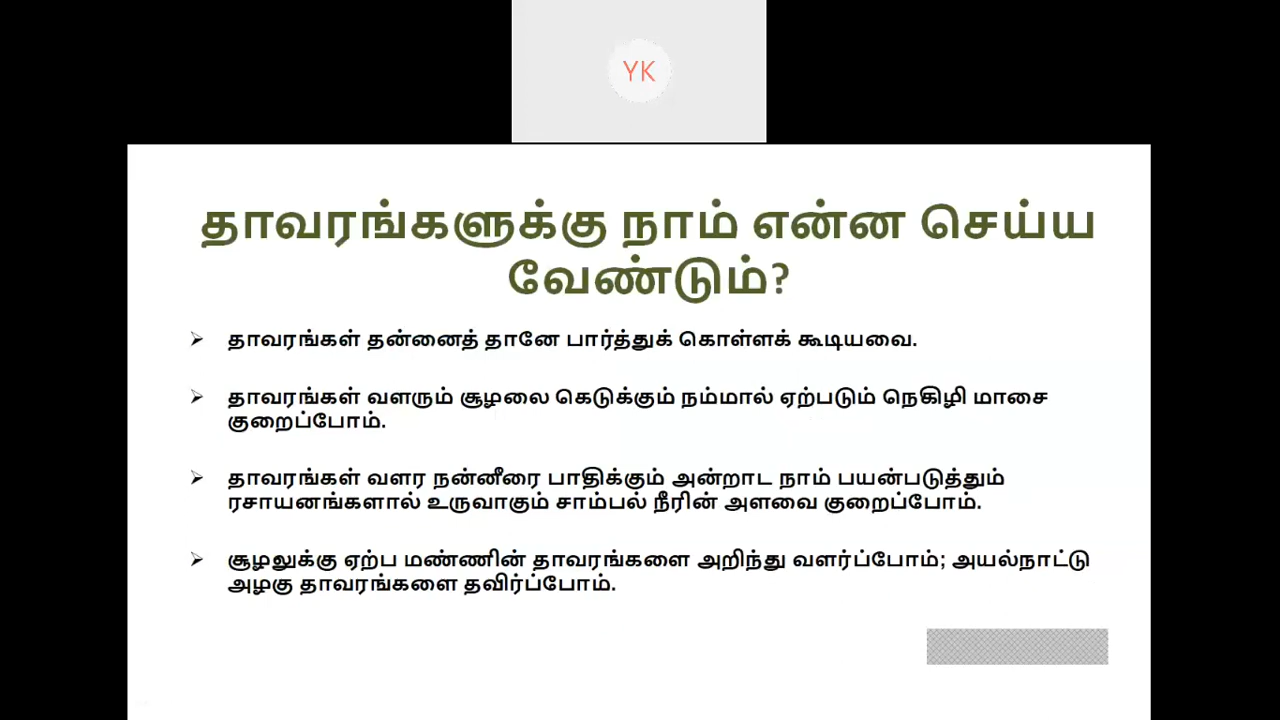 YK
தாவரங்களுக்கு நாம் என்ன செய்ய
வேண்டும்?
தாவரங்கள் தன்னைத் தானே பார்த்துக் கொள்ளக் கூடியவை.
தாவரங்கள் வளரும் சூழலை கெடுக்கும் நம்மால் ஏற்படும் நெகிழி மாசை
குறைப்போம்.
தாவரங்கள் வளர நன்னீரை பாதிக்கும் அன்றாட நாம் பயன்படுத்தும்
ரசாயனங்களால் உருவாகும் சாம்பல் நீரின் அளவை குறைப்போம்.
சூழலுக்கு ஏற்ப மண்ணின் தாவரங்களை அறிந்து வளர்ப்போம்; அயல்நாட்டு
அழகு தாவரங்களை தவிர்ப்போம்.